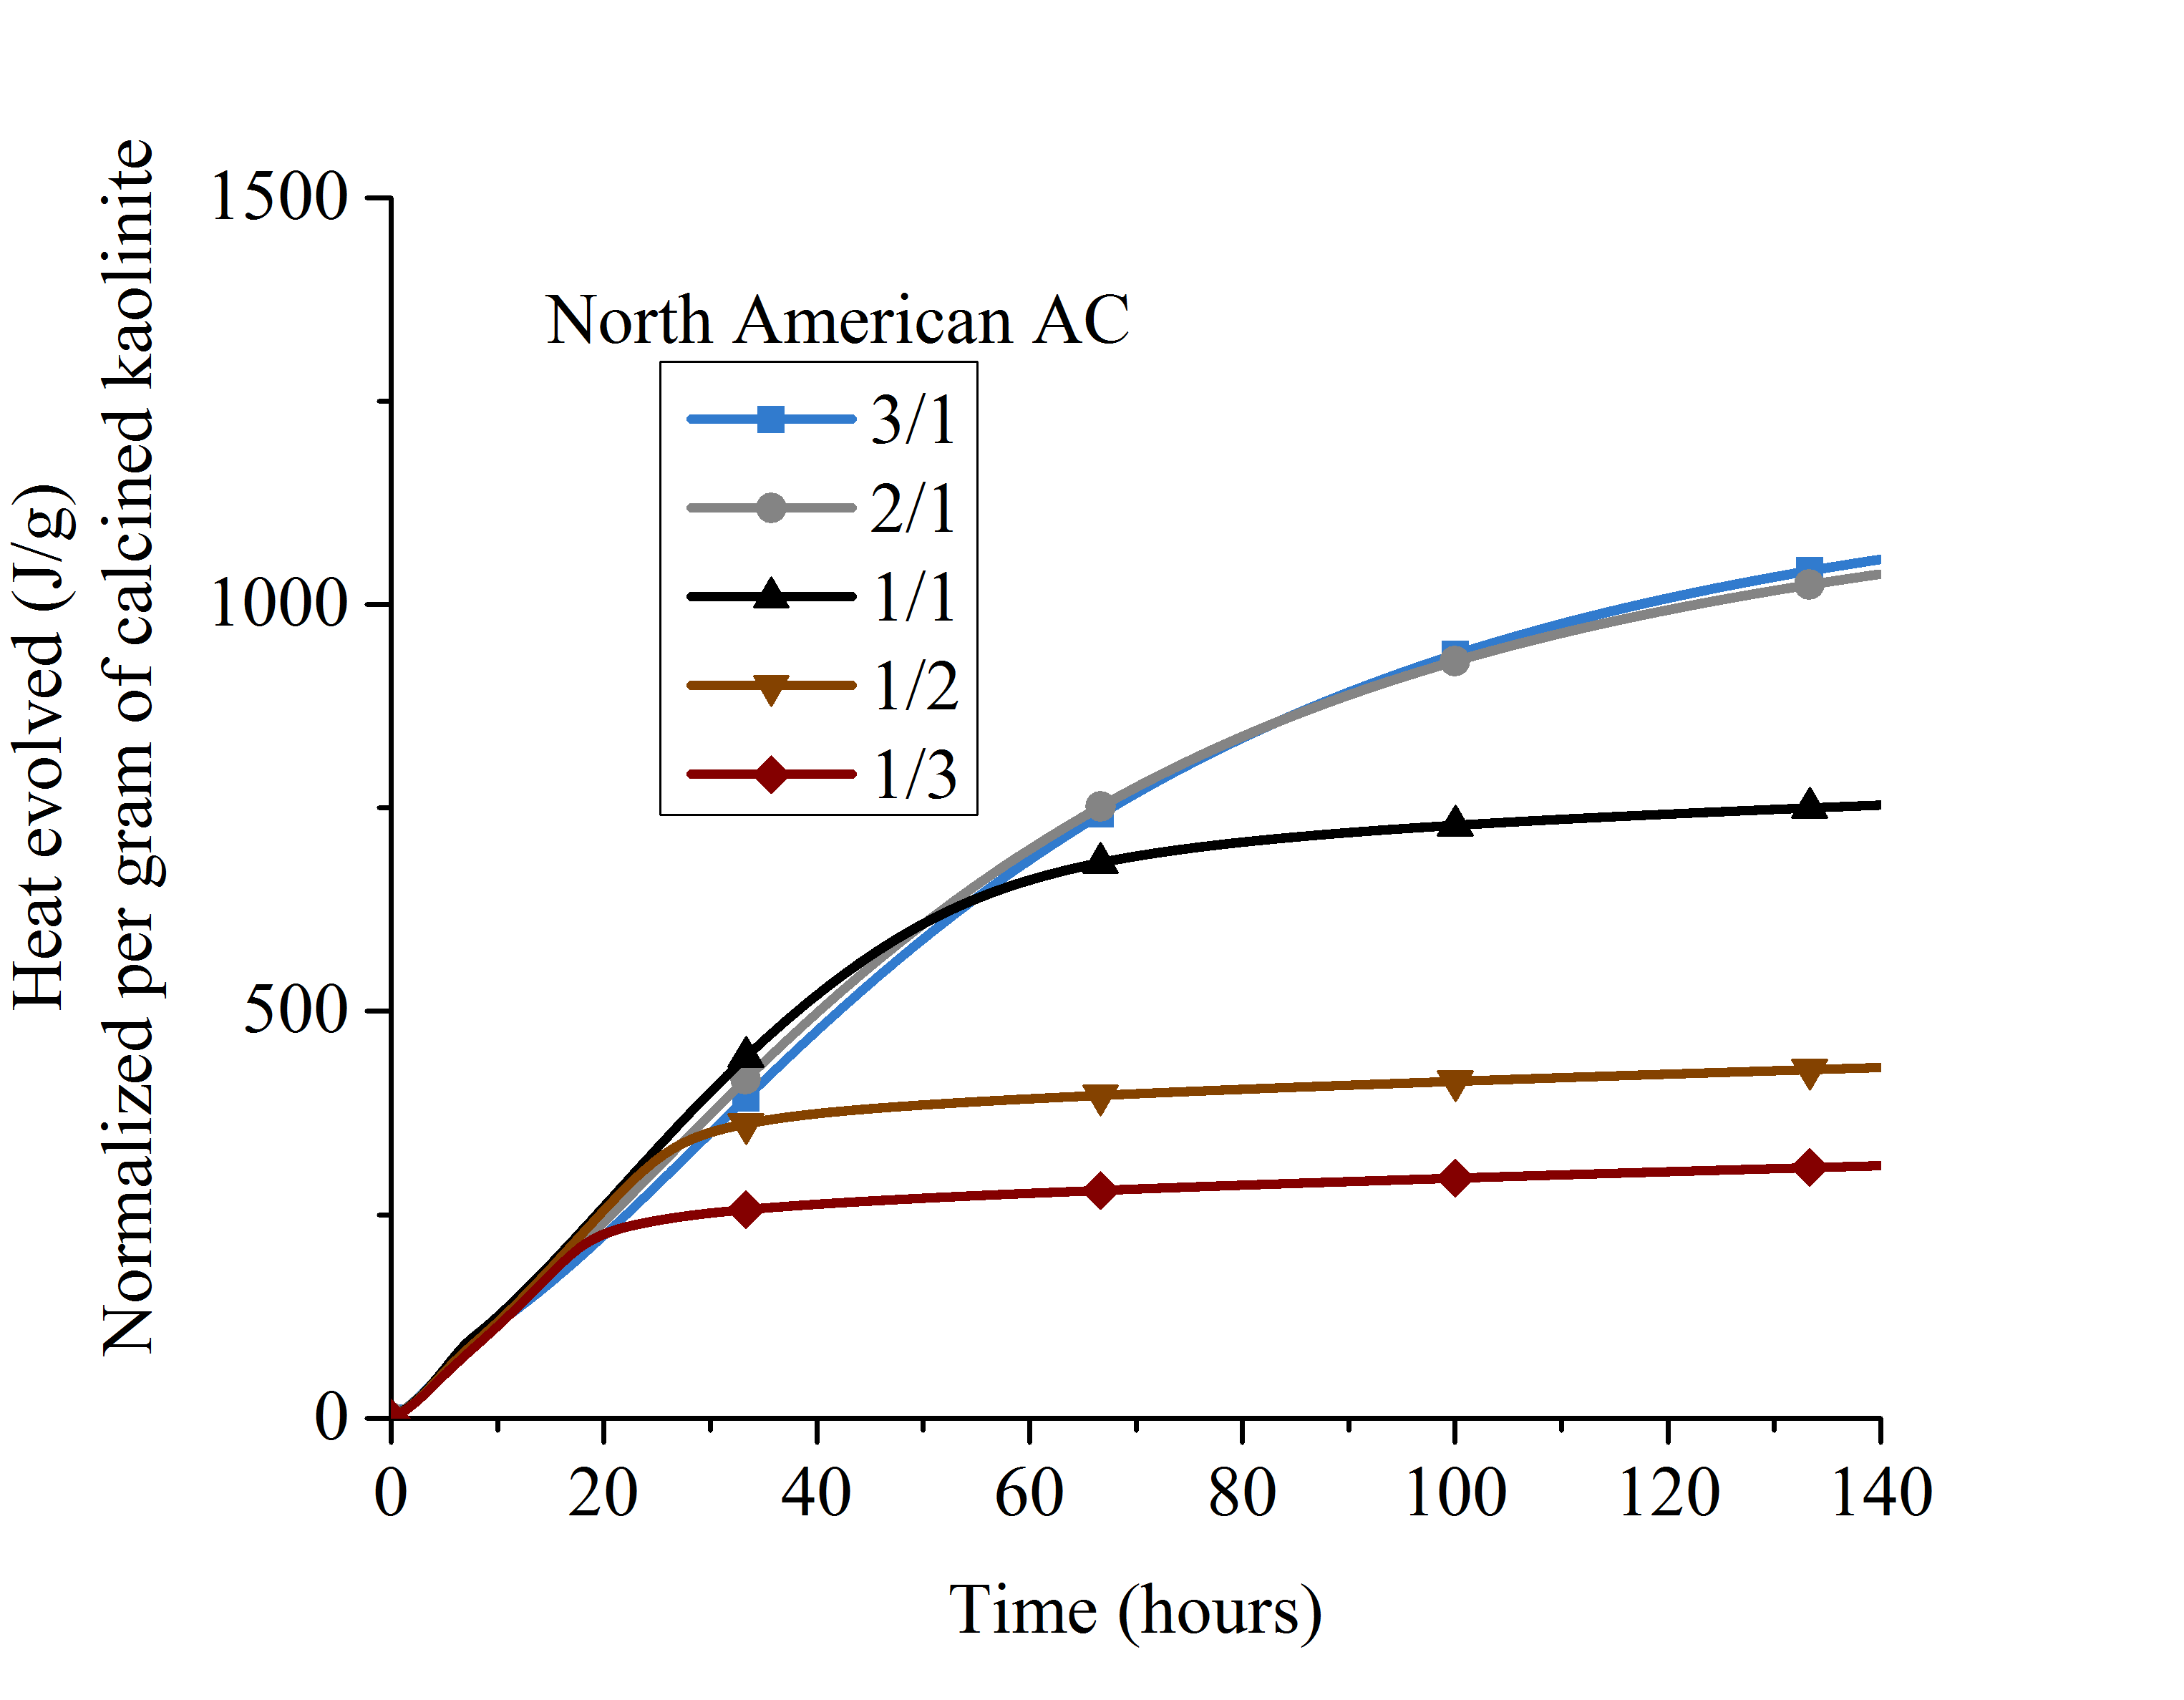 Heat evolved (J/g)
Normalized per gram of calcined kaolinite
1500
1000
500
0
North American AC
3/1
2/1
1/1
1/2
1/3
0 20 40 60 80 100 120 140
Time (hours)